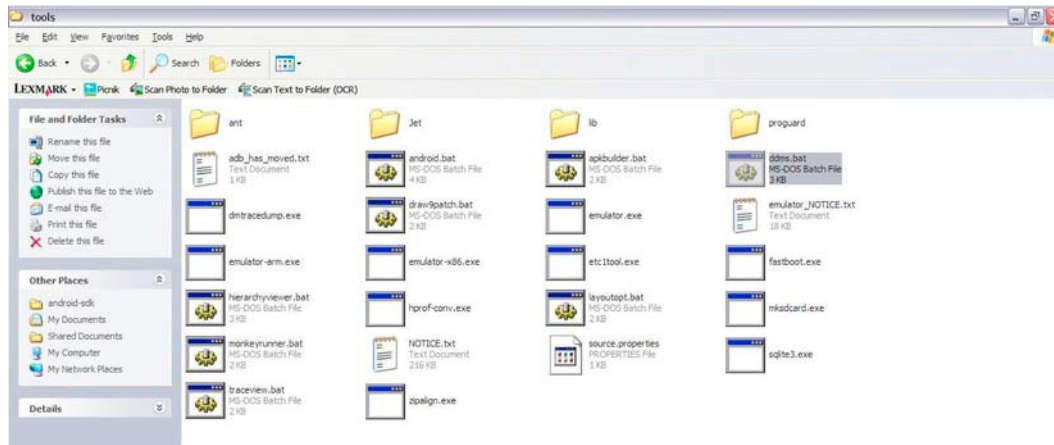 tools
File Edit View Favorites Tools Help
Back Search Folders
LEXMARK Picnik Scan Photo to Folder Scan Text to Folder (OCR)
File and Folder Tasks
Rename this file
Move this file
Copy this file
Publish this file to the Web
E-mail this file
Print this file
Delete this file
Other Places
android-sdk
My Documents
Shared Documents
My Computer
My Network Places
Details
ant
Jet
lib
proguard
adb_has_moved.txt
Text Document
1 KB
android.bat
MS-DOS Batch File
4 KB
apkbuilder.bat
MS-DOS Batch File
2 KB
ddms.bat
MS-DOS Batch File
3 KB
dmtracedump.exe
draw9patch.bat
MS-DOS Batch File
2 KB
emulator.exe
emulator_NOTICE.txt
Text Document
18 KB
emulator-arm.exe
emulator-x86.exe
etc1tool.exe
fastboot.exe
hierarchyviewer.bat
MS-DOS Batch File
3 KB
hprof-conv.exe
layoutopt.bat
MS-DOS Batch File
2 KB
mksdcard.exe
monkeyrunner.bat
MS-DOS Batch File
2 KB
NOTICE.txt
Text Document
216 KB
source.properties
PROPERTIES File
1 KB
sqlite3.exe
traceview.bat
MS-DOS Batch File
2 KB
zipalign.exe